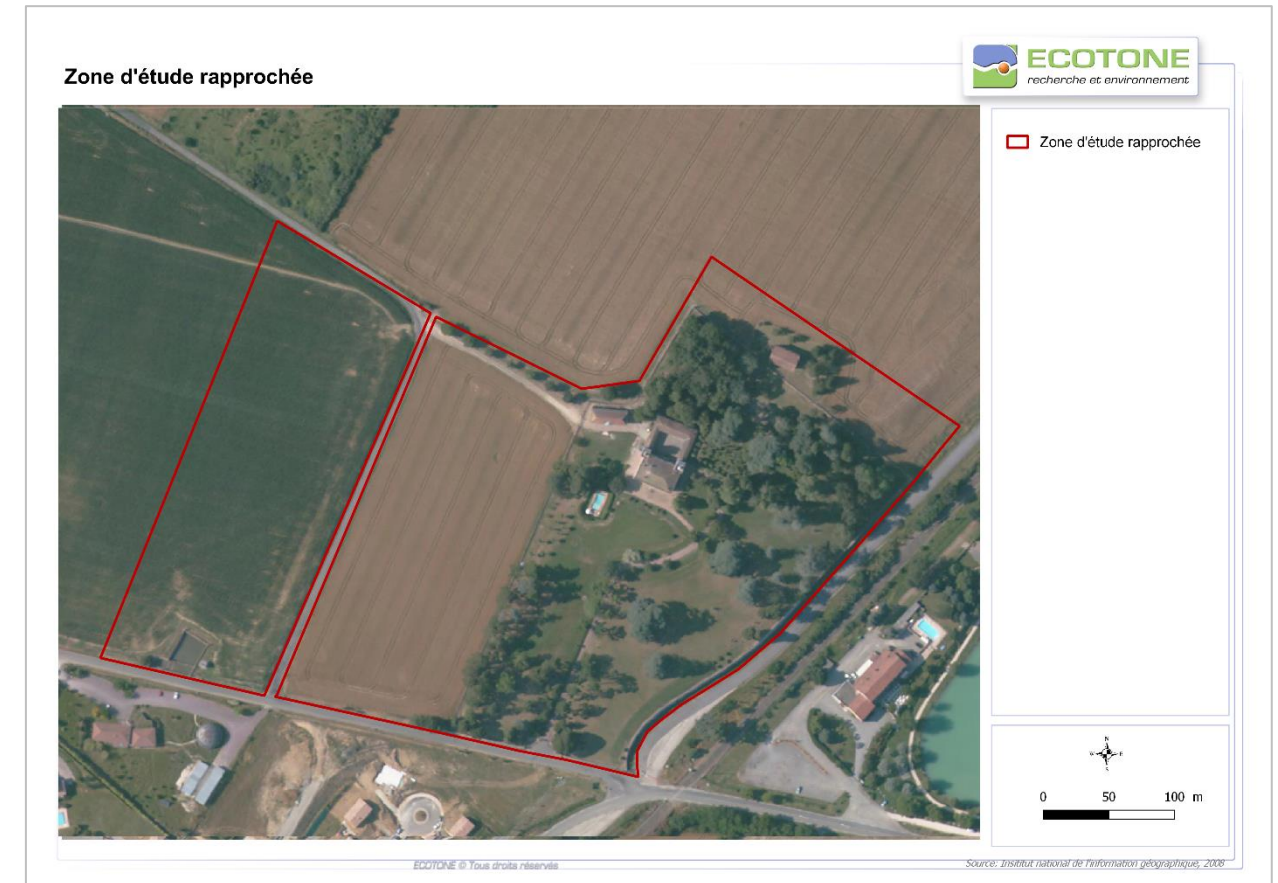 Zone d'étude rapprochée
ECOTONE
recherche et environnement
Zone d'étude rapprochée
N
W E
S
0 50 100 m
ECOTONE © Tous droits réservés
Source: Insititut national de l'information géographique, 2008